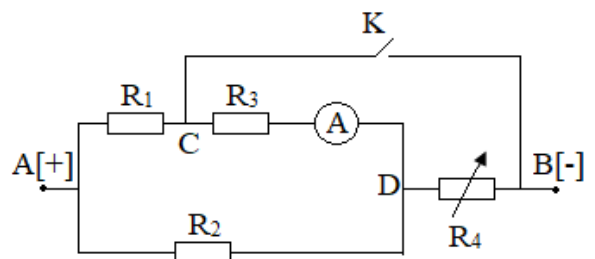 K
R₁ R₃
A
C
A[+] D B[-]
R₂ R₄